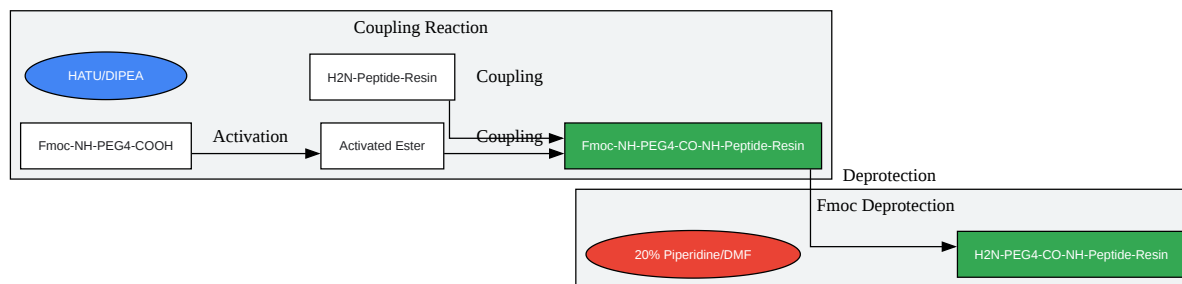 Coupling Reaction
HATU/DIPEA
H2N-Peptide-Resin
Coupling
Fmoc-NH-PEG4-COOH
Activation
Activated Ester
Coupling
Fmoc-NH-PEG4-CO-NH-Peptide-Resin
Deprotection
Fmoc Deprotection
20% Piperidine/DMF
H2N-PEG4-CO-NH-Peptide-Resin